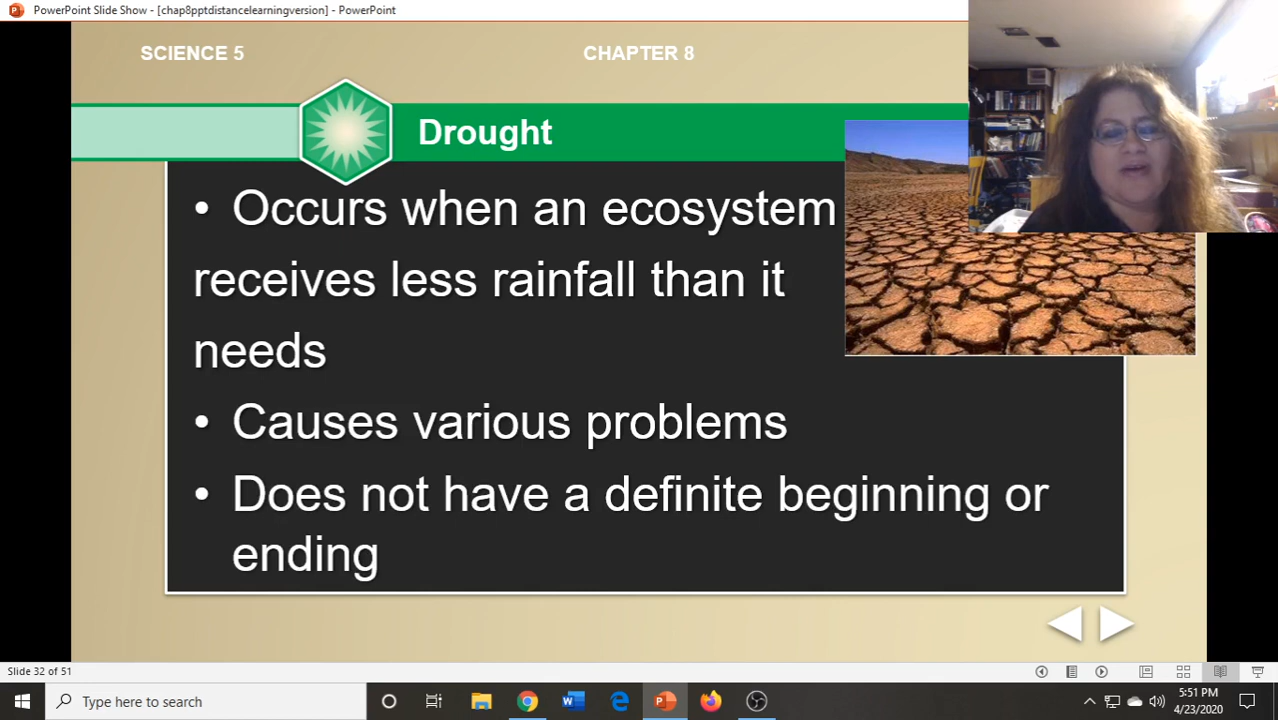 PowerPoint Slide Show - [chap8pptdistancelearningversion] - PowerPoint
SCIENCE 5
CHAPTER 8
Drought
• Occurs when an ecosystem
receives less rainfall than it
needs
• Causes various problems
• Does not have a definite beginning or
ending
Slide 32 of 51
Type here to search
5:51 PM
4/23/2020